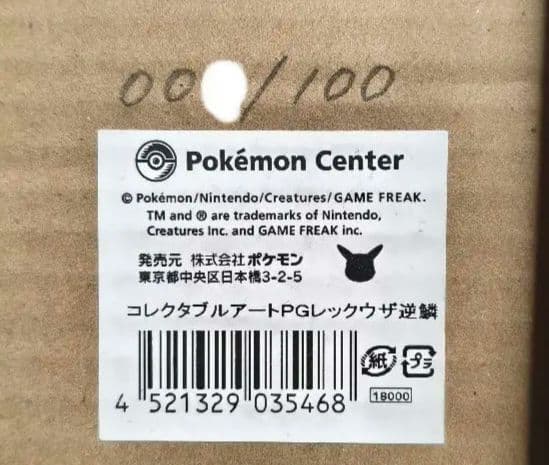 00 /100
Pokémon Center
© Pokémon/Nintendo/Creatures/GAME FREAK.
TM and ® are trademarks of Nintendo,
Creatures Inc. and GAME FREAK inc.
発売元 株式会社ポケモン
東京都中央区日本橋3-2-5
コレクタブルアートPGレックウザ逆鱗
紙 プラ
4 521329 035468
18000